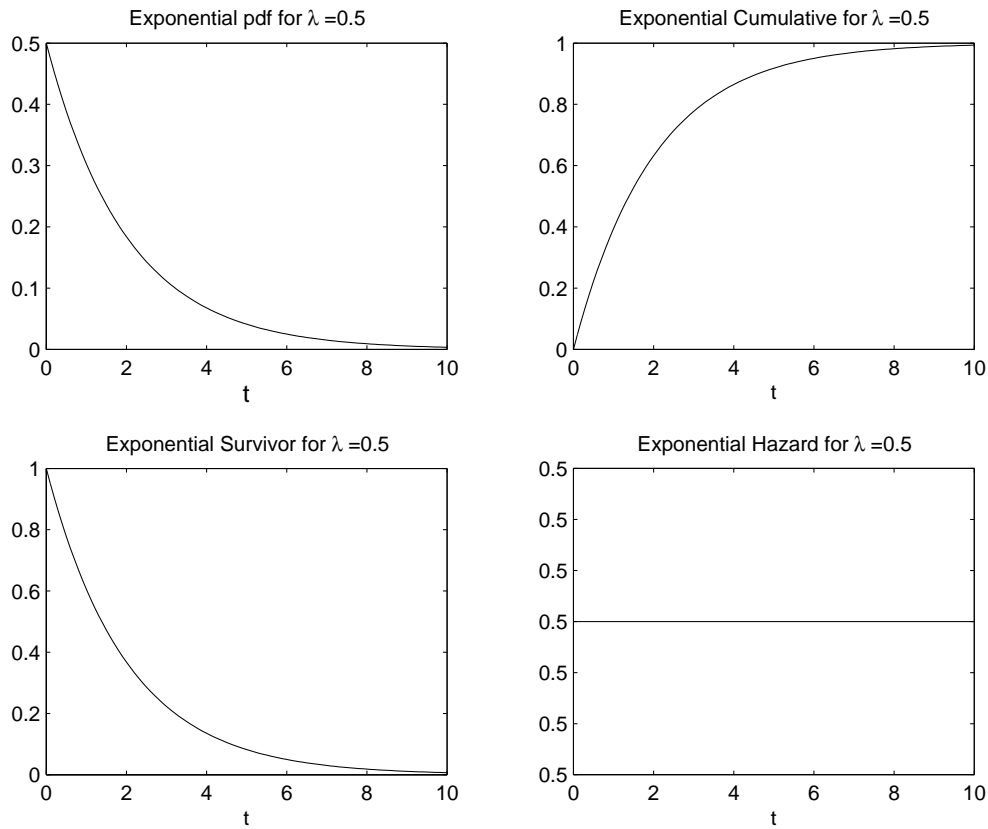 Exponential pdf for λ =0.5
0.5
0.4
0.3
0.2
0.1
0
0 2 4 6 8 10
t
Exponential Cumulative for λ =0.5
1
0.8
0.6
0.4
0.2
0
0 2 4 6 8 10
t
Exponential Survivor for λ =0.5
1
0.8
0.6
0.4
0.2
0
0 2 4 6 8 10
t
Exponential Hazard for λ =0.5
0.5
0.5
0.5
0.5
0.5
0.5
0.5
0 2 4 6 8 10
t